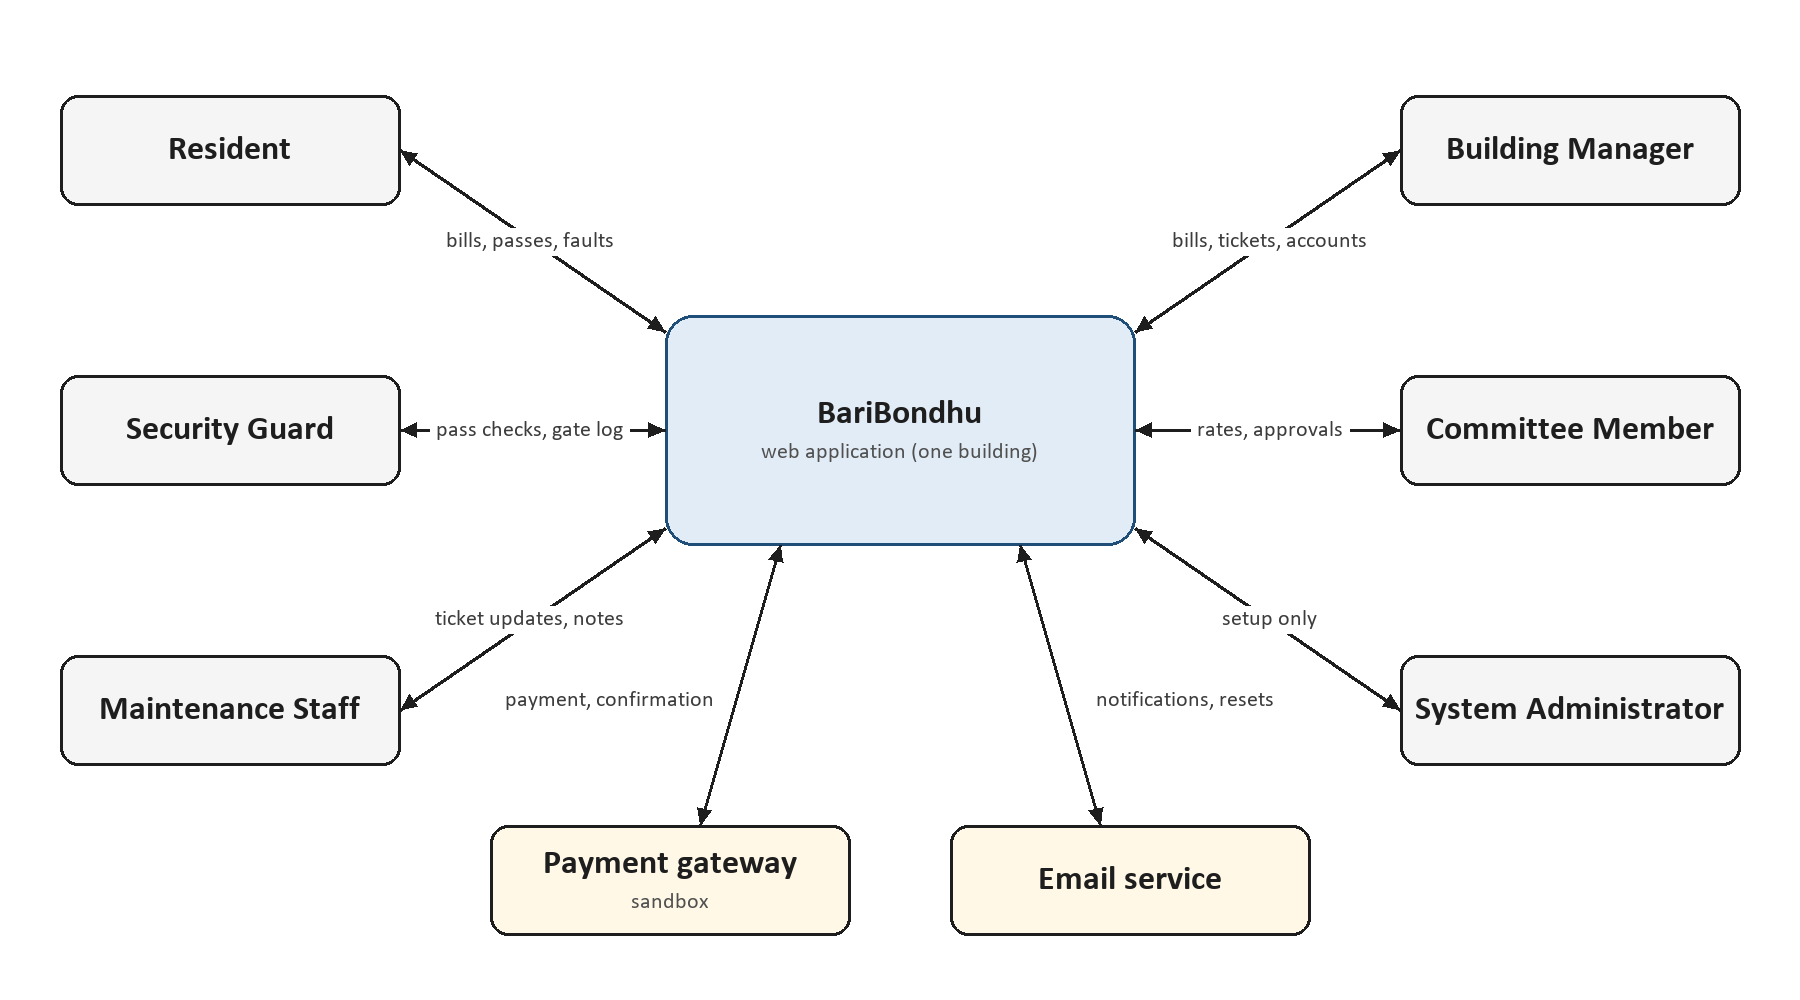 Resident
Building Manager
bills, passes, faults
bills, tickets, accounts
Security Guard
pass checks, gate log
BariBondhu
web application (one building)
rates, approvals
Committee Member
ticket updates, notes
setup only
Maintenance Staff
payment, confirmation
notifications, resets
System Administrator
Payment gateway
sandbox
Email service